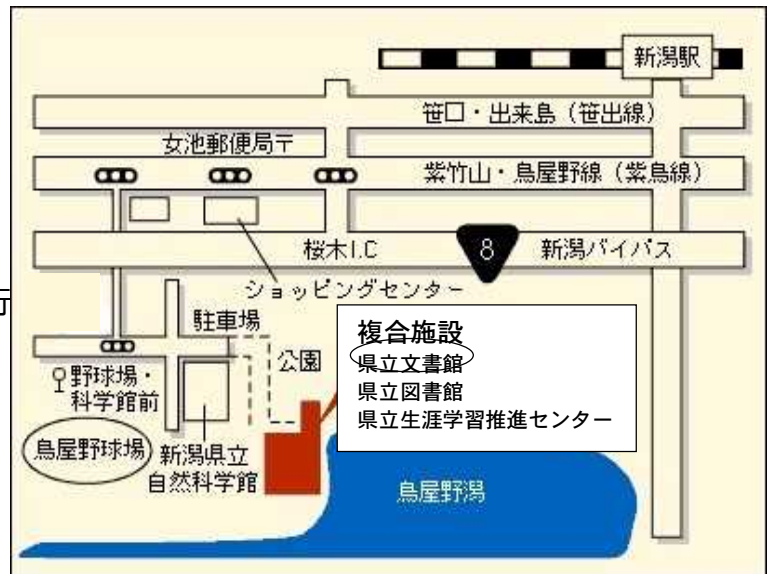 新潟駅
笹口・出来島（笹出線）
女池郵便局〒
紫竹山・鳥屋野線（紫鳥線）
桜木I.C
8
新潟バイパス
ショッピングセンター
行
駐車場
公園
複合施設
県立文書館
県立図書館
県立生涯学習推進センター
野球場・
科学館前
鳥屋野球場
新潟県立
自然科学館
鳥屋野潟